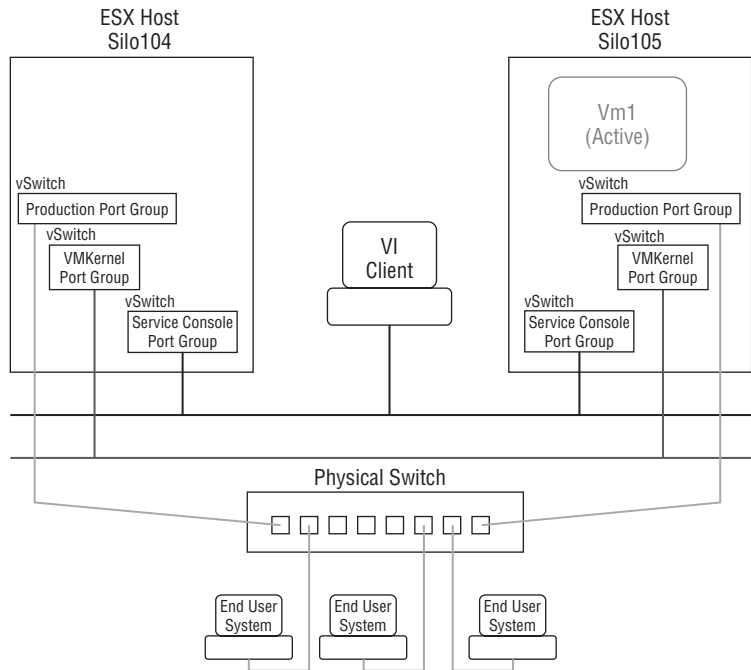 ESX Host
Silo104
ESX Host
Silo105
Vm1
(Active)
vSwitch
Production Port Group
vSwitch
VMKernel
Port Group
vSwitch
Service Console
Port Group
VI
Client
vSwitch
Production Port Group
vSwitch
VMKernel
Port Group
vSwitch
Service Console
Port Group
Physical Switch
End User
System
End User
System
End User
System